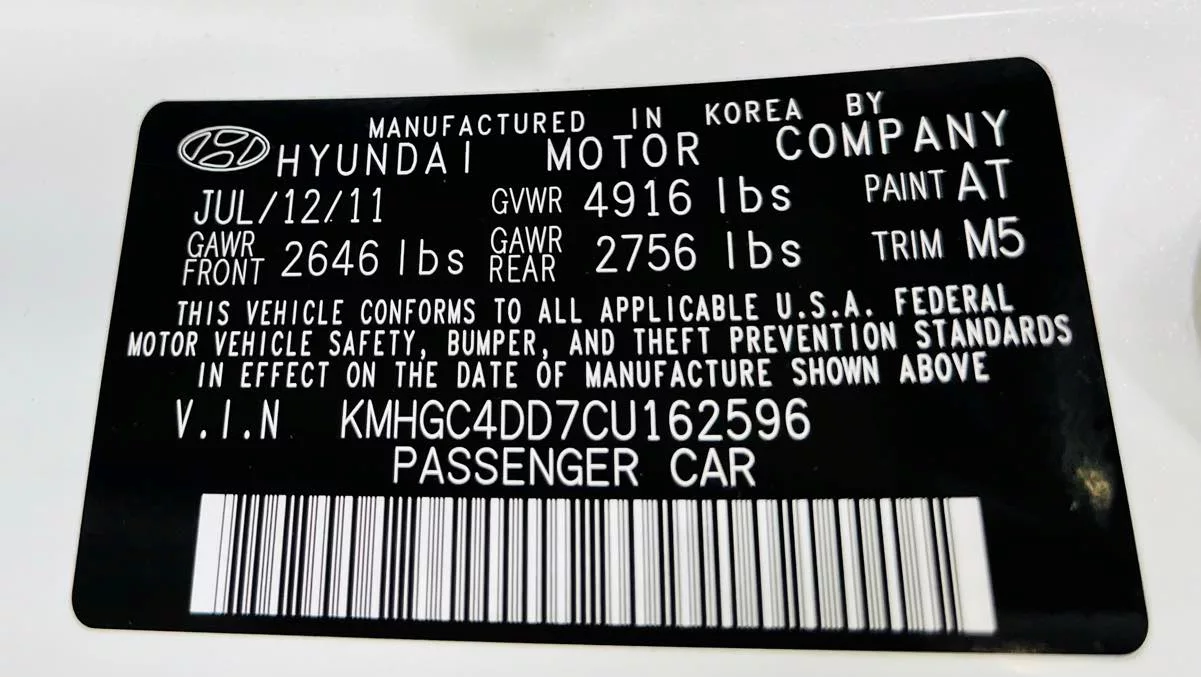 MANUFACTURED IN KOREA BY
HYUNDAI MOTOR COMPANY
JUL/12/11 GVWR 4916 lbs PAINT AT
GAWR FRONT 2646 lbs GAWR REAR 2756 lbs TRIM M5
THIS VEHICLE CONFORMS TO ALL APPLICABLE U.S.A. FEDERAL
MOTOR VEHICLE SAFETY, BUMPER, AND THEFT PREVENTION STANDARDS
IN EFFECT ON THE DATE OF MANUFACTURE SHOWN ABOVE
V.I.N KMHGC4DD7CU162596
PASSENGER CAR